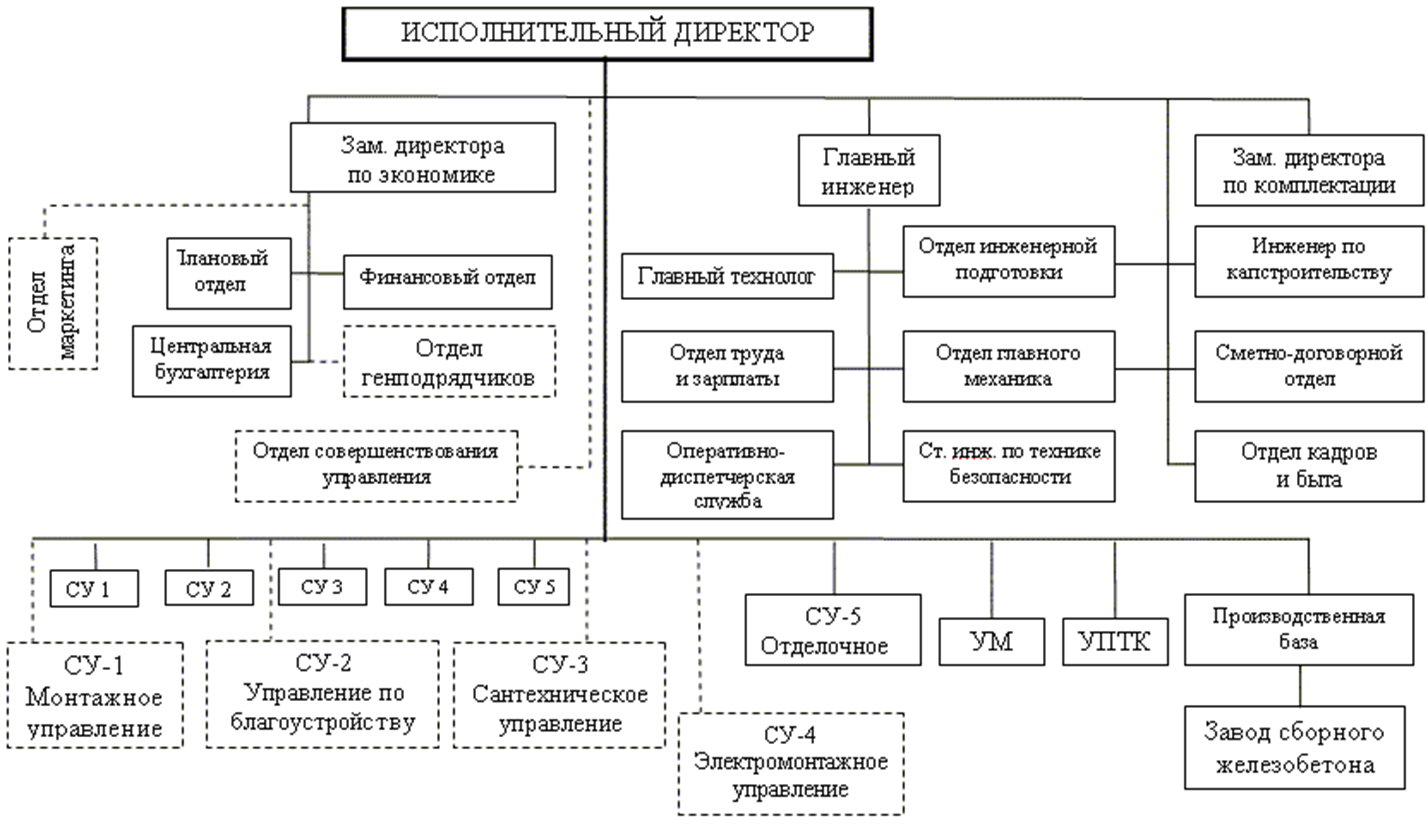 ИСПОЛНИТЕЛЬНЫЙ ДИРЕКТОР
Зам. директора
по экономике
Главный
инженер
Зам. директора
по комплектации
Отдел
маркетинга
Плановый
отдел
Финансовый отдел
Центральная
бухгалтерия
Отдел
генподрядчиков
Отдел совершенствования
управления
Главный технолог
Отдел инженерной
подготовки
Инженер по
капстроительству
Отдел труда
и зарплаты
Отдел главного
механика
Сметно-договорной
отдел
Оперативно-
диспетчерская
служба
Ст. инж. по технике
безопасности
Отдел кадров
и быта
СУ 1
СУ 2
СУ 3
СУ 4
СУ 5
СУ-1
Монтажное
управление
СУ-2
Управление по
благоустройству
СУ-3
Сантехническое
управление
СУ-4
Электромонтажное
управление
СУ-5
Отделочное
УМ
УПТК
Производственная
база
Завод сборного
железобетона